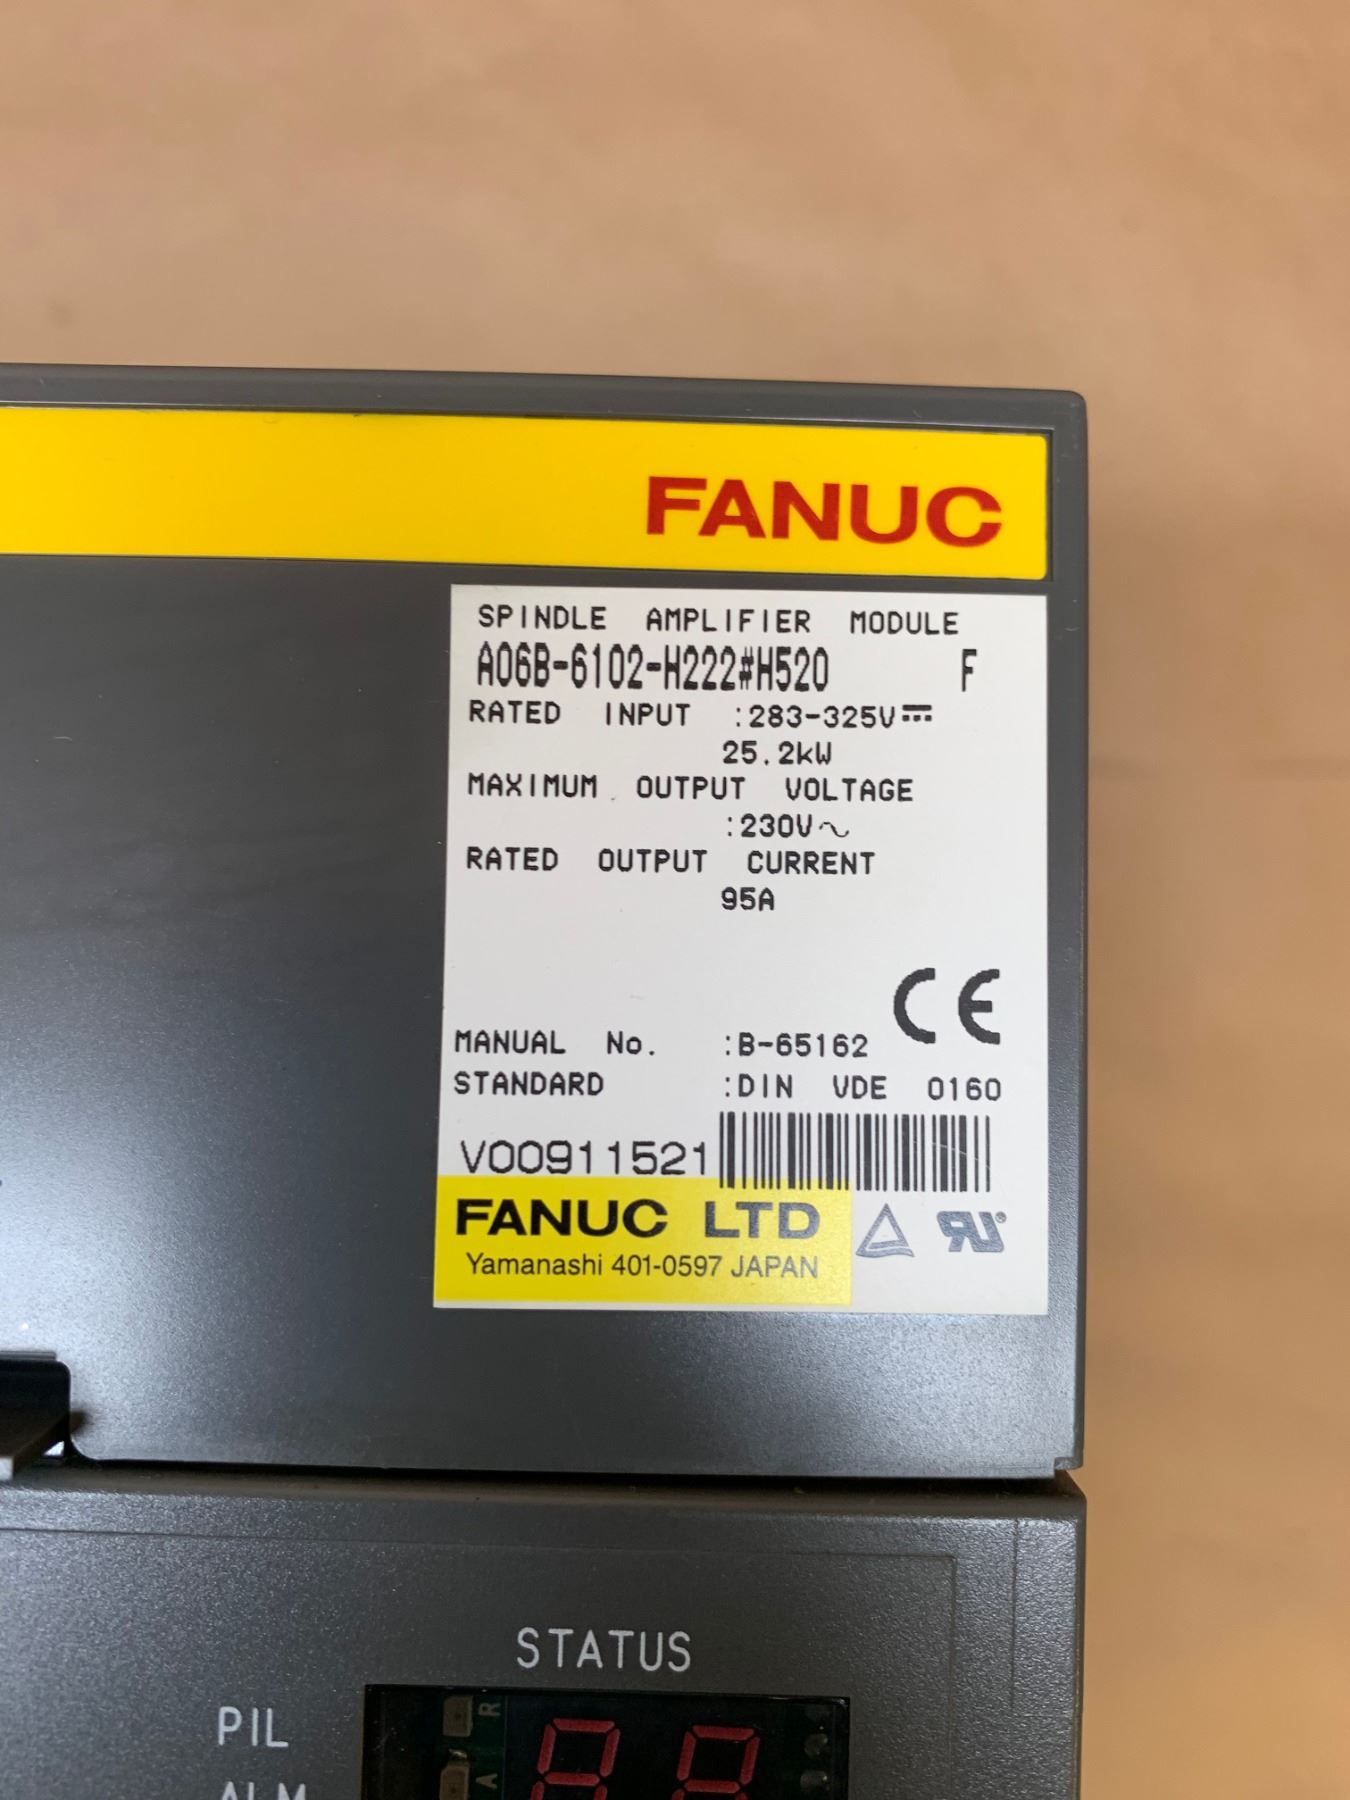 FANUC
SPINDLE AMPLIFIER MODULE
A06B-6102-H222#H520 F
RATED INPUT :283-325V⎓
25.2kW
MAXIMUM OUTPUT VOLTAGE
:230V∿
RATED OUTPUT CURRENT
95A
CE
MANUAL No. :B-65162
STANDARD :DIN VDE 0160
V00911521
FANUC LTD
Yamanashi 401-0597 JAPAN
STATUS
PIL
R
ALM
A